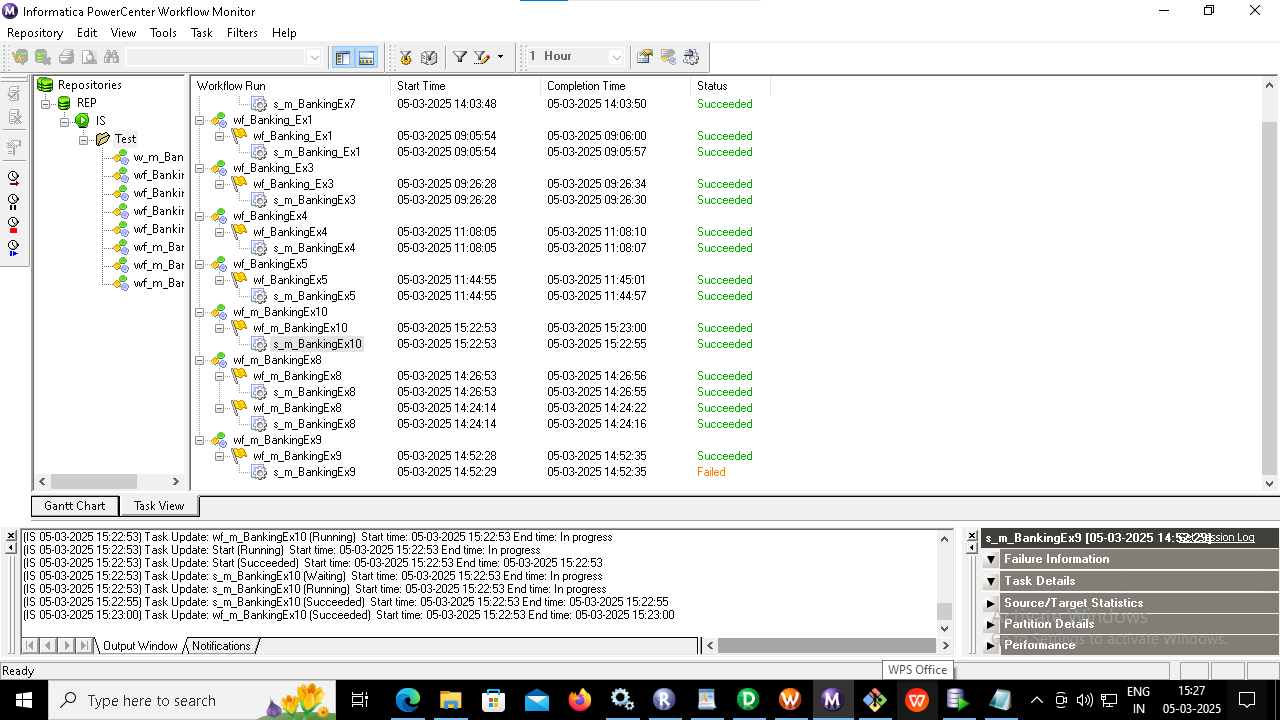 Informatica PowerCenter Workflow Monitor
Repository Edit View Tools Task Filters Help
1 Hour
Repositories
REP
IS
Test
w_m_Ban
wf_Bankin
wf_Bankin
wf_Bankin
wf_Bankin
wf_m_Ban
wf_m_Ban
wf_m_Ban
Workflow Run Start Time Completion Time Status
s_m_BankingEx7 05-03-2025 14:03:48 05-03-2025 14:03:50 Succeeded
wf_Banking_Ex1
wf_Banking_Ex1 05-03-2025 09:05:54 05-03-2025 09:06:00 Succeeded
s_m_Banking_Ex1 05-03-2025 09:05:54 05-03-2025 09:05:57 Succeeded
wf_Banking_Ex3
wf_Banking_Ex3 05-03-2025 09:26:28 05-03-2025 09:26:34 Succeeded
s_m_BankingEx3 05-03-2025 09:26:28 05-03-2025 09:26:30 Succeeded
wf_BankingEx4
wf_BankingEx4 05-03-2025 11:08:05 05-03-2025 11:08:10 Succeeded
s_m_BankingEx4 05-03-2025 11:08:05 05-03-2025 11:08:07 Succeeded
wf_BankingEx5
wf_BankingEx5 05-03-2025 11:44:55 05-03-2025 11:45:01 Succeeded
s_m_BankingEx5 05-03-2025 11:44:55 05-03-2025 11:44:57 Succeeded
wf_m_BankingEx10
wf_m_BankingEx10 05-03-2025 15:22:53 05-03-2025 15:23:00 Succeeded
s_m_BankingEx10 05-03-2025 15:22:53 05-03-2025 15:22:55 Succeeded
wf_m_BankingEx8
wf_m_BankingEx8 05-03-2025 14:26:53 05-03-2025 14:26:56 Succeeded
s_m_BankingEx8 05-03-2025 14:26:53 05-03-2025 14:26:55 Succeeded
wf_m_BankingEx8 05-03-2025 14:24:14 05-03-2025 14:24:22 Succeeded
s_m_BankingEx8 05-03-2025 14:24:14 05-03-2025 14:24:16 Succeeded
wf_m_BankingEx9
wf_m_BankingEx9 05-03-2025 14:52:28 05-03-2025 14:52:35 Succeeded
s_m_BankingEx9 05-03-2025 14:52:29 05-03-2025 14:52:35 Failed
Gantt Chart Task View
(IS 05-03-2025 15:22:53) Task Update: wf_m_BankingEx10 (Running) Start time: 05-03-2025 15:22:53 End time: In progress
(IS 05-03-2025 15:22:53) Task Update: Start (Running) Start time: 05-03-2025 15:22:53 End time: In progress
(IS 05-03-2025 15:22:53) Task Update: Start (Succeeded) Start time: 05-03-2025 15:22:53 End time: 05-03-2025 15:22:53
(IS 05-03-2025 15:22:53) Task Update: s_m_BankingEx10 (Waiting) Start time: 05-03-2025 15:22:53 End time: In progress
(IS 05-03-2025 15:22:53) Task Update: s_m_BankingEx10 (Running) Start time: 05-03-2025 15:22:53 End time: In progress
(IS 05-03-2025 15:22:55) Task Update: s_m_BankingEx10 (Succeeded) Start time: 05-03-2025 15:22:53 End time: 05-03-2025 15:22:55
(IS 05-03-2025 15:23:00) Task Update: wf_m_BankingEx10 (Succeeded) Start time: 05-03-2025 15:22:53 End time: 05-03-2025 15:23:00
Output Window Notifications
s_m_BankingEx9 [05-03-2025 14:52:29] Session Log
Failure Information
Task Details
Source/Target Statistics
Partition Details
Performance
Activate Windows
Go to Settings to activate Windows.
Ready
WPS Office
Type here to search
ENG
IN
15:27
05-03-2025